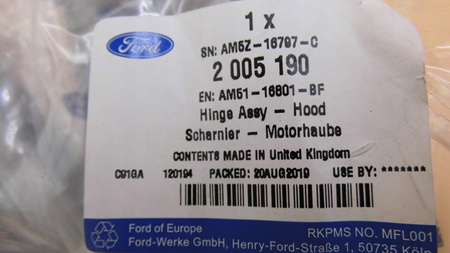 1 x
Ford
SN: AM5Z-16797-C
2 005 190
EN: AM51-16801-BF
Hinge Assy - Hood
Scharnier - Motorhaube
CONTENTS MADE IN United Kingdom
C91GA 120194 PACKED: 20AUG2019 USE BY: *******
Ford of Europe RKPMS NO. MFL001
Ford-Werke GmbH, Henry-Ford-Straße 1, 50735 Köln